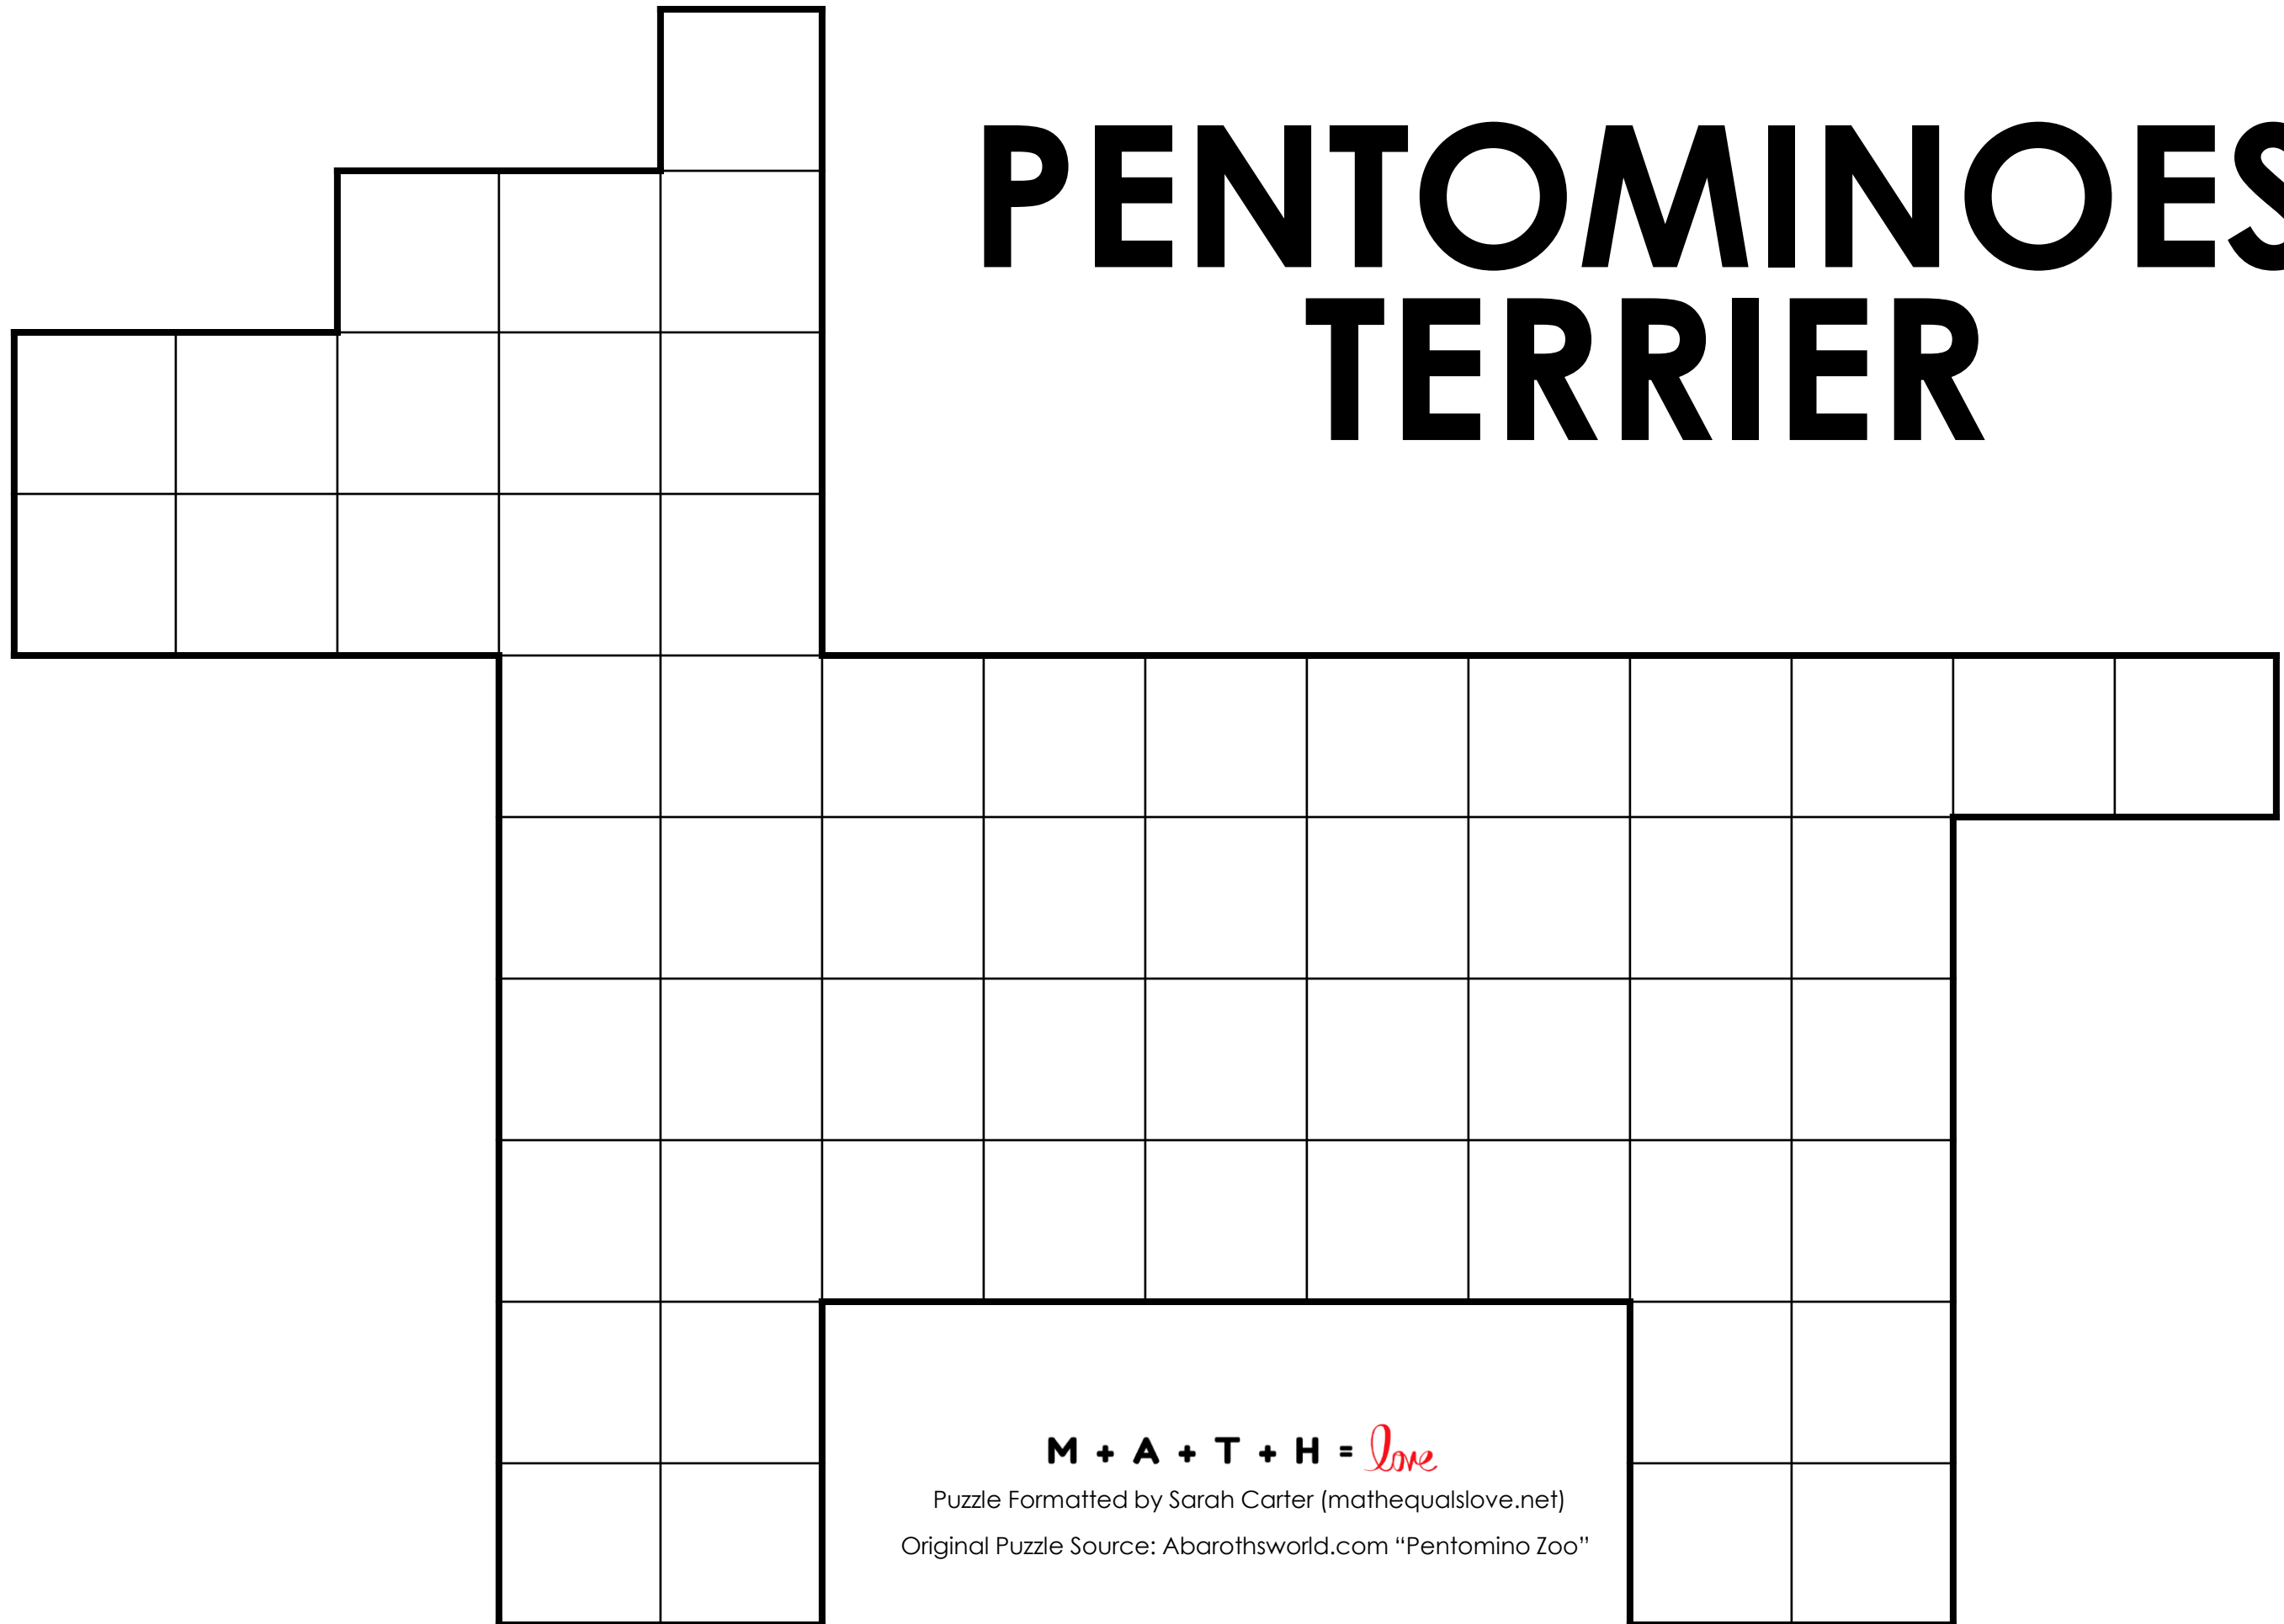 PENTOMINOES
TERRIER
M + A + T + H = love
Puzzle Formatted by Sarah Carter (mathequalslove.net)
Original Puzzle Source: Abarothsworld.com “Pentomino Zoo”